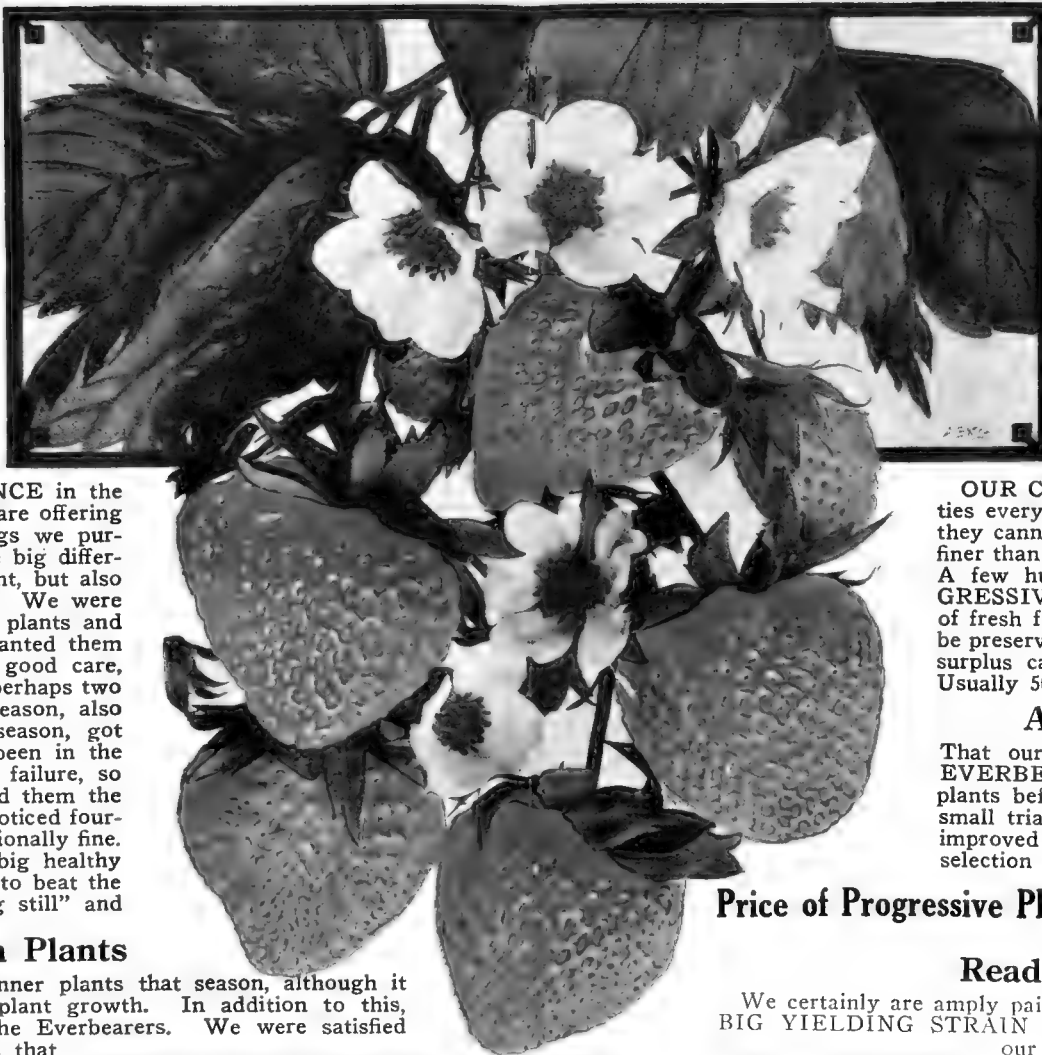 NCE in the
are offering
gs we pur-
big differ-
nt, but also
We were
plants and
anted them
good care,
perhaps two
eason, also
season, got
been in the
failure, so
d them the
oticed four-
ionally fine.
big healthy
to beat the
g still" and
Plants
nner plants that season, although it
plant growth. In addition to this,
he Everbearers. We were satisfied
that
OUR C
ties every
they cann
finer than
A few hu
GRESSIV
of fresh f
be preserv
surplus ca
Usually 50
A
That our
EVERBE
plants bef
small tria
improved
selection
Price of Progressive Pl
Read
We certainly are amply pai
BIG YIELDING STRAIN
our